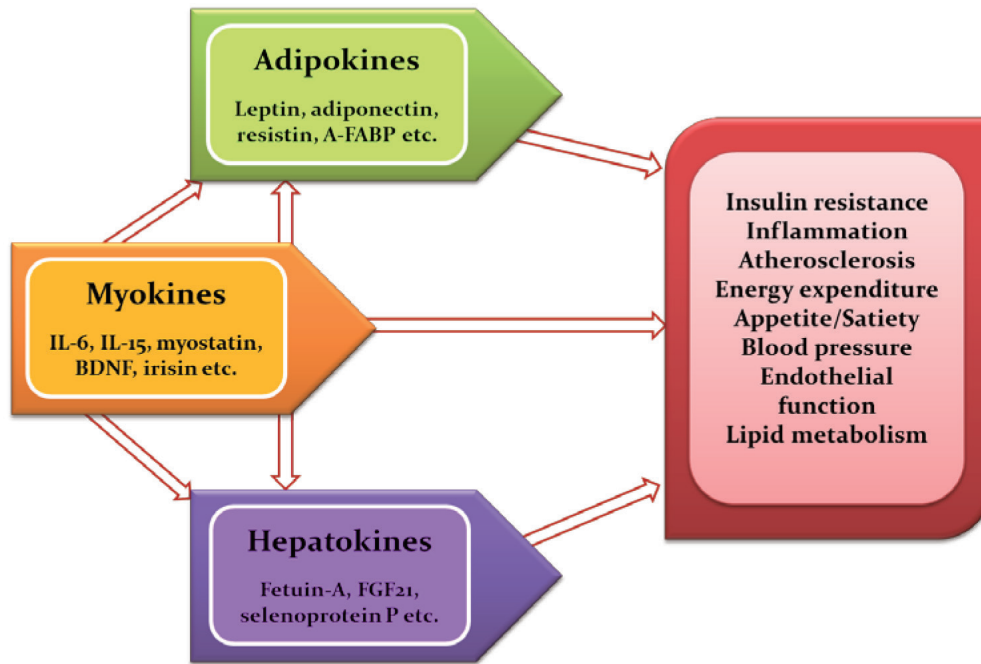 Adipokines
Leptin, adiponectin,
resistin, A-FABP etc.
Myokines
IL-6, IL-15, myostatin,
BDNF, irisin etc.
Hepatokines
Fetuin-A, FGF21,
selenoprotein P etc.
Insulin resistance
Inflammation
Atherosclerosis
Energy expenditure
Appetite/Satiety
Blood pressure
Endothelial
function
Lipid metabolism